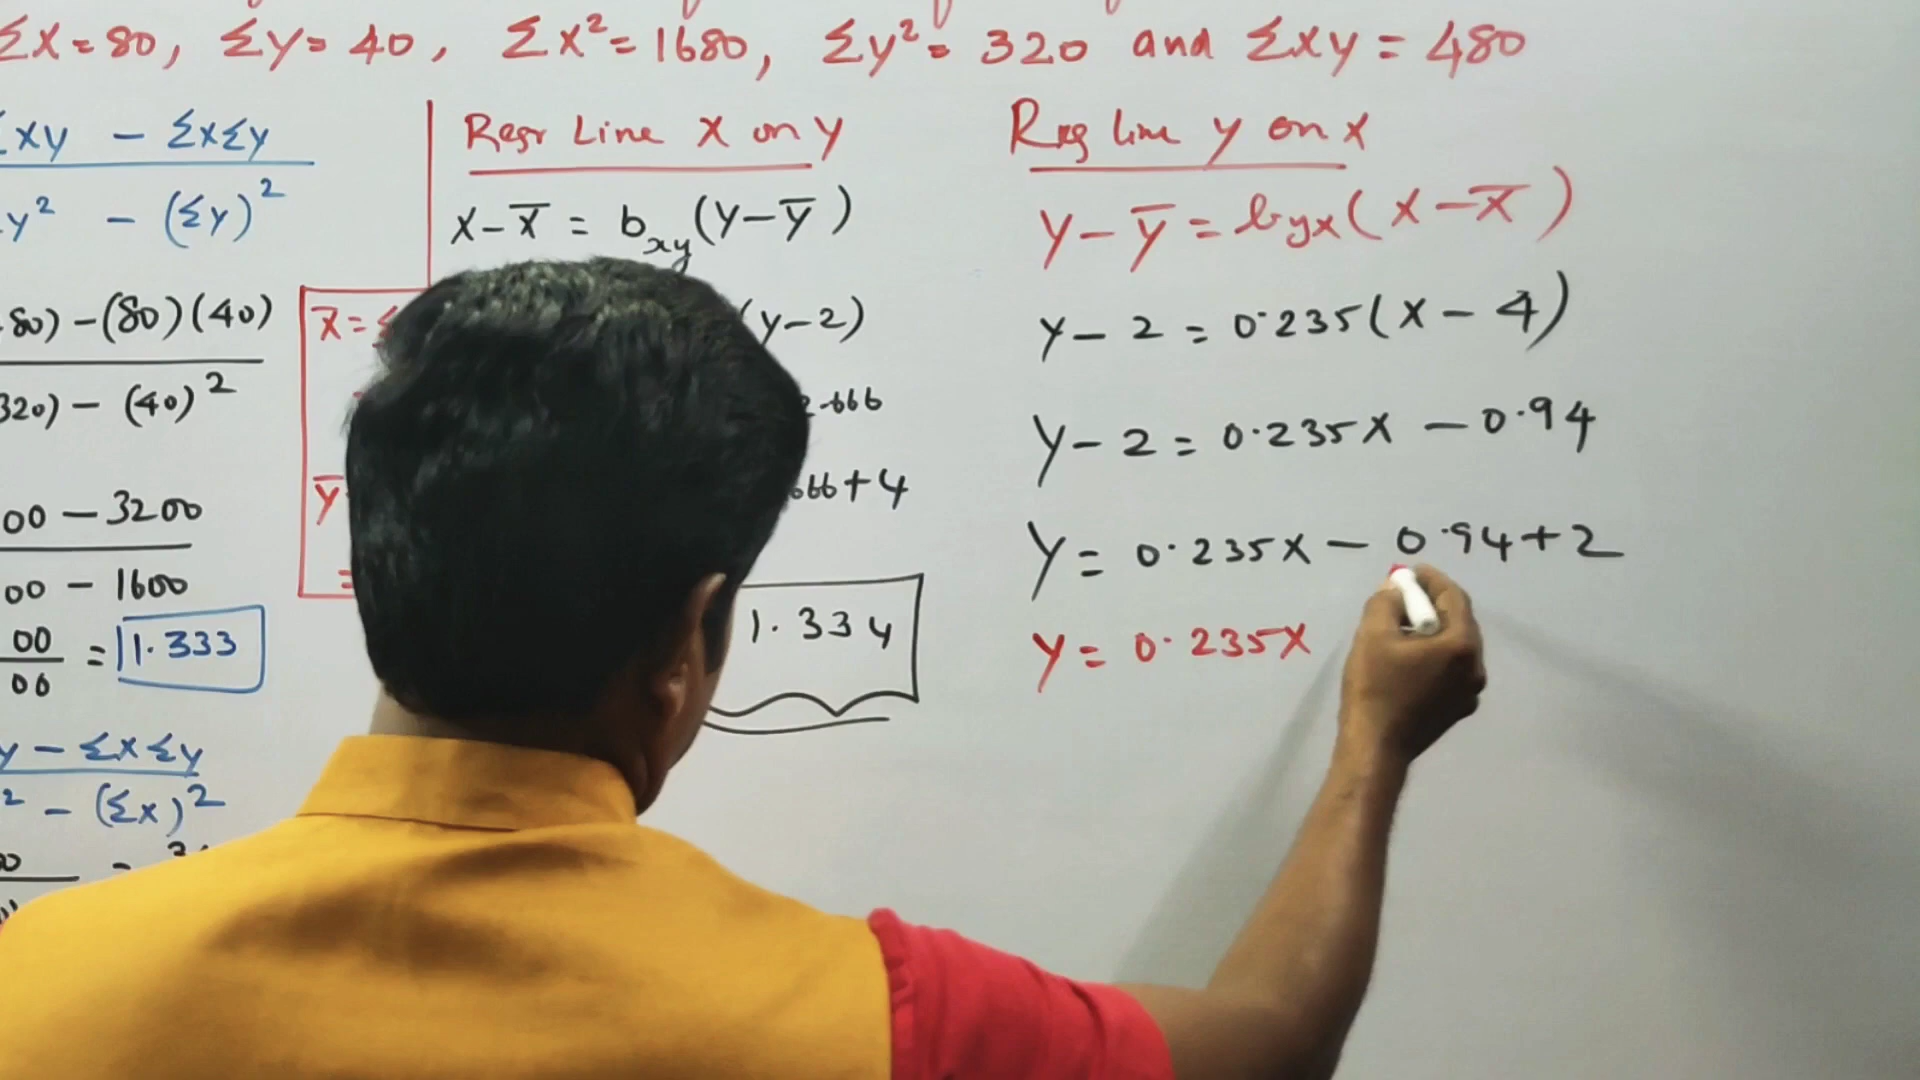 Σx = 80, Σy = 40, Σx² = 1680, Σy² = 320 and Σxy = 480
Σxy - ΣxΣy
y² - (Σy)²
80) - (80)(40)
320) - (40)²
00 - 3200
00 - 1600
00
00
= 1.333
y - ΣxΣy
² - (Σx)²
x̄ = Σ
ȳ
=
Regr Line X on y
x - x̄ = bxy (y - ȳ)
(y - 2)
2.666
.666 + 4
1.334
Reg line y on x
y - ȳ = byx (x - x̄)
y - 2 = 0.235 (x - 4)
y - 2 = 0.235x - 0.94
y = 0.235x - 0.94 + 2
y = 0.235x